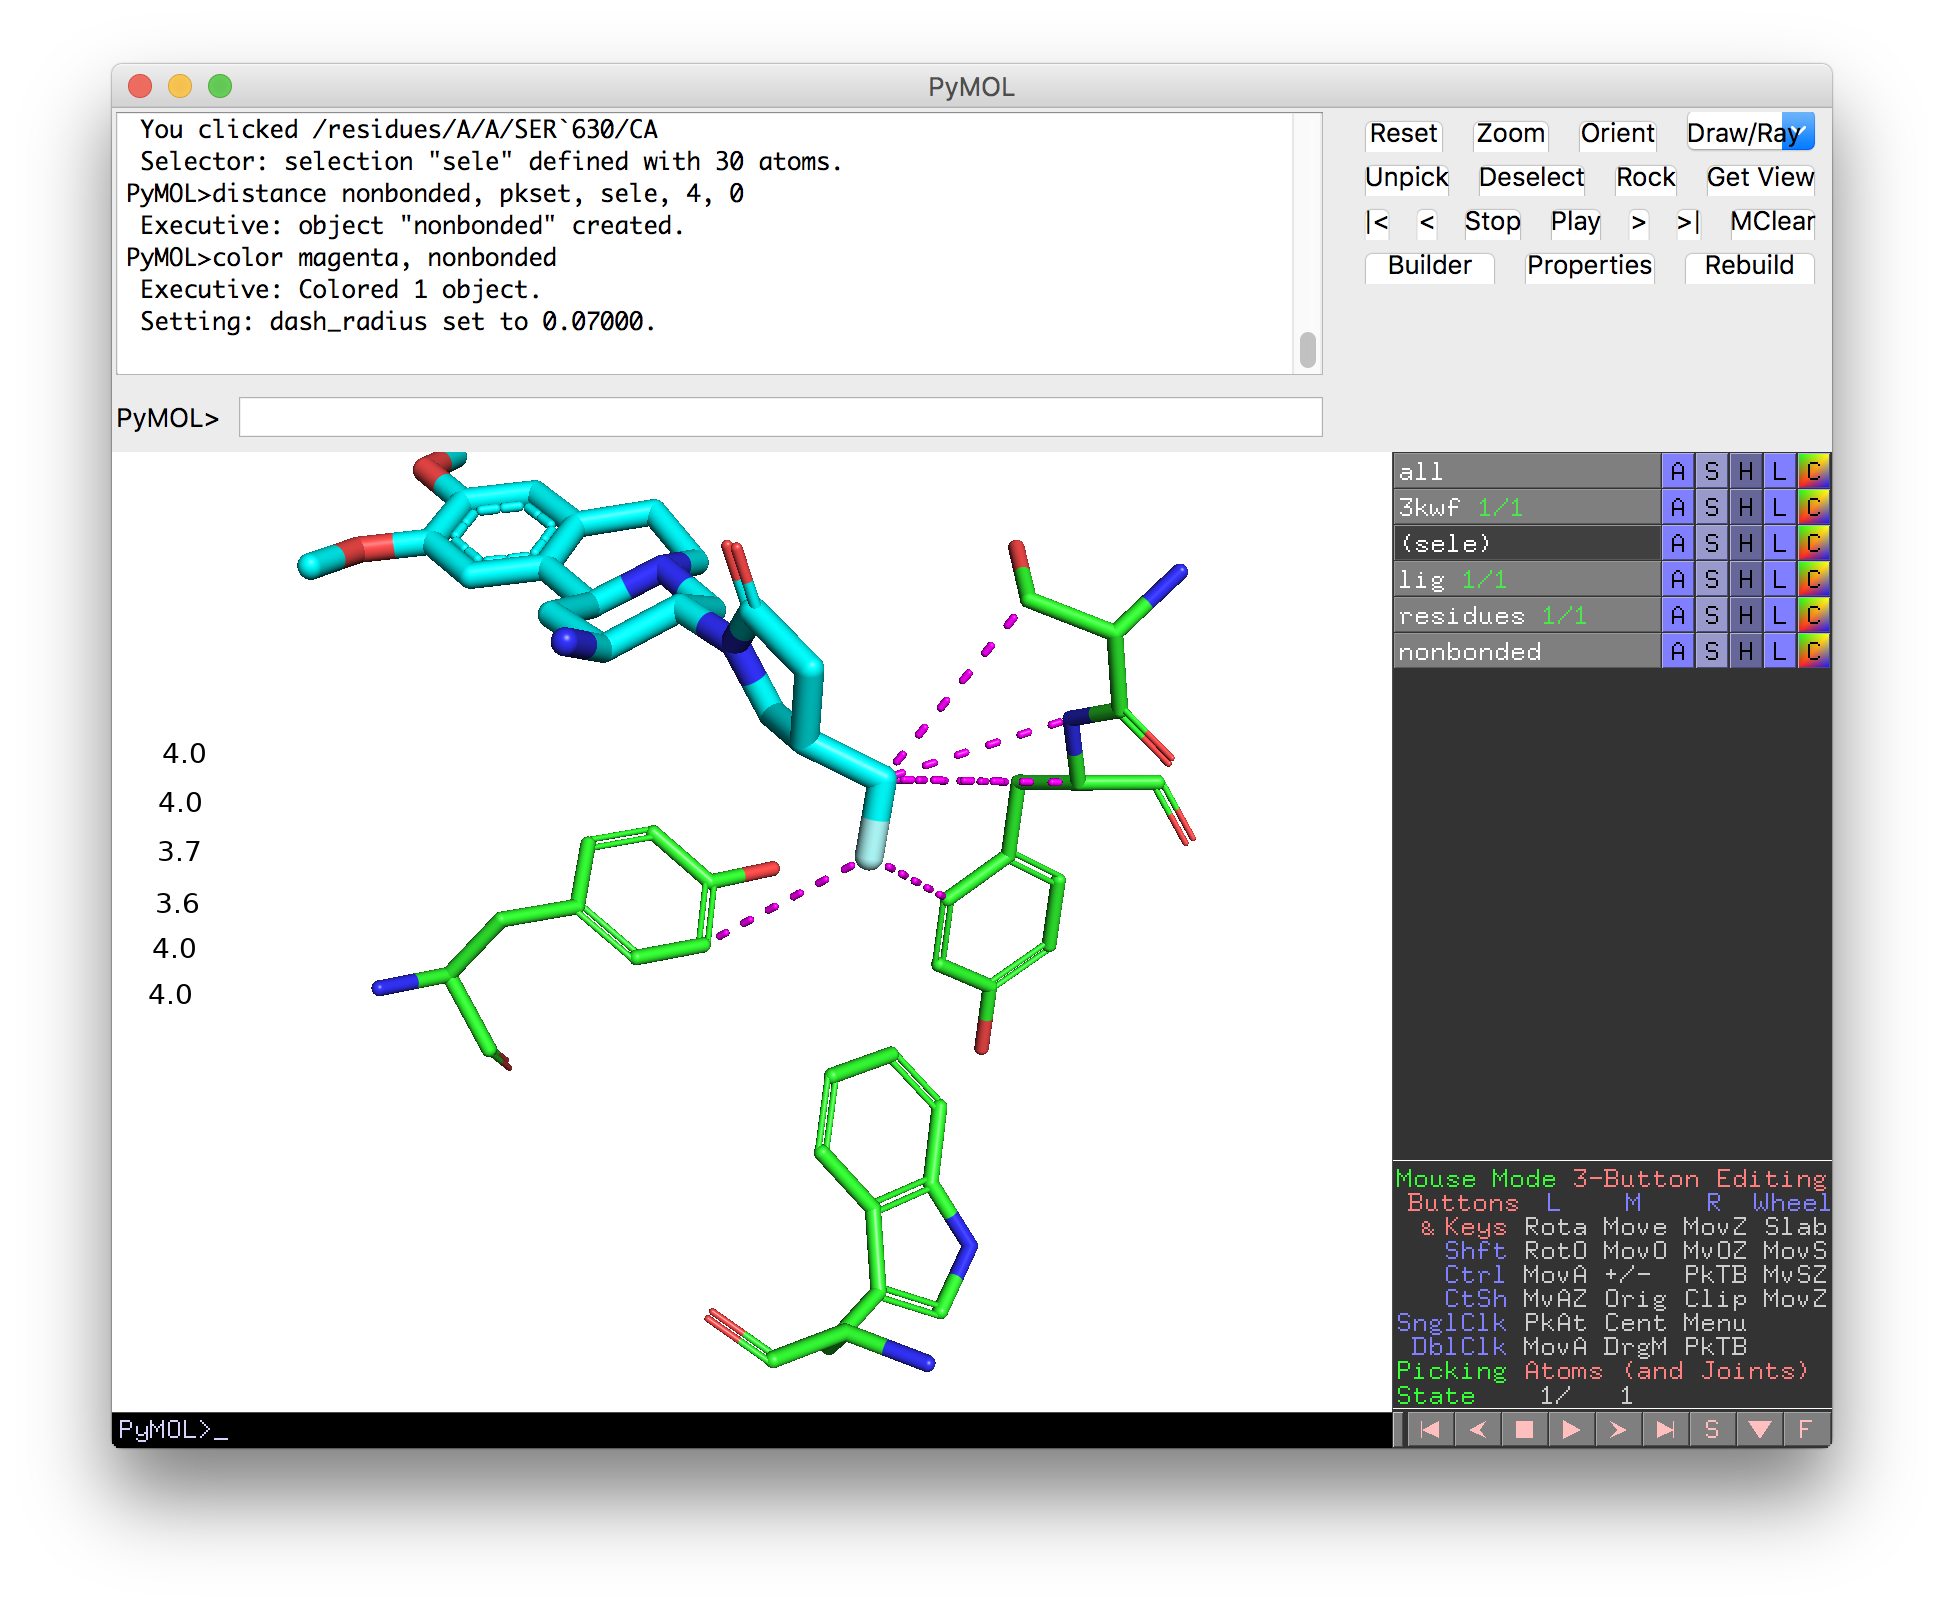 PyMOL
You clicked /residues/A/A/SER`630/CA
Selector: selection "sele" defined with 30 atoms.
PyMOL>distance nonbonded, pkset, sele, 4, 0
Executive: object "nonbonded" created.
PyMOL>color magenta, nonbonded
Executive: Colored 1 object.
Setting: dash_radius set to 0.07000.
Reset Zoom Orient Draw/Ray
Unpick Deselect Rock Get View
|< < Stop Play > >| MClear
Builder Properties Rebuild
PyMOL>
all A S H L C
3kwf 1/1 A S H L C
(sele) A S H L C
lig 1/1 A S H L C
residues 1/1 A S H L C
nonbonded A S H L C
4.0
4.0
3.7
3.6
4.0
4.0
Mouse Mode 3-Button Editing
Buttons L M R Wheel
& Keys Rota Move MovZ Slab
Shft RotO MovO MvOZ MovS
Ctrl MovA +/- PkTB MvSZ
CtSh MvAZ Orig Clip MovZ
SnglClk PkAt Cent Menu
DblClk MovA DrgM PkTB
Picking Atoms (and Joints)
State 1/ 1
PyMOL>_
S F